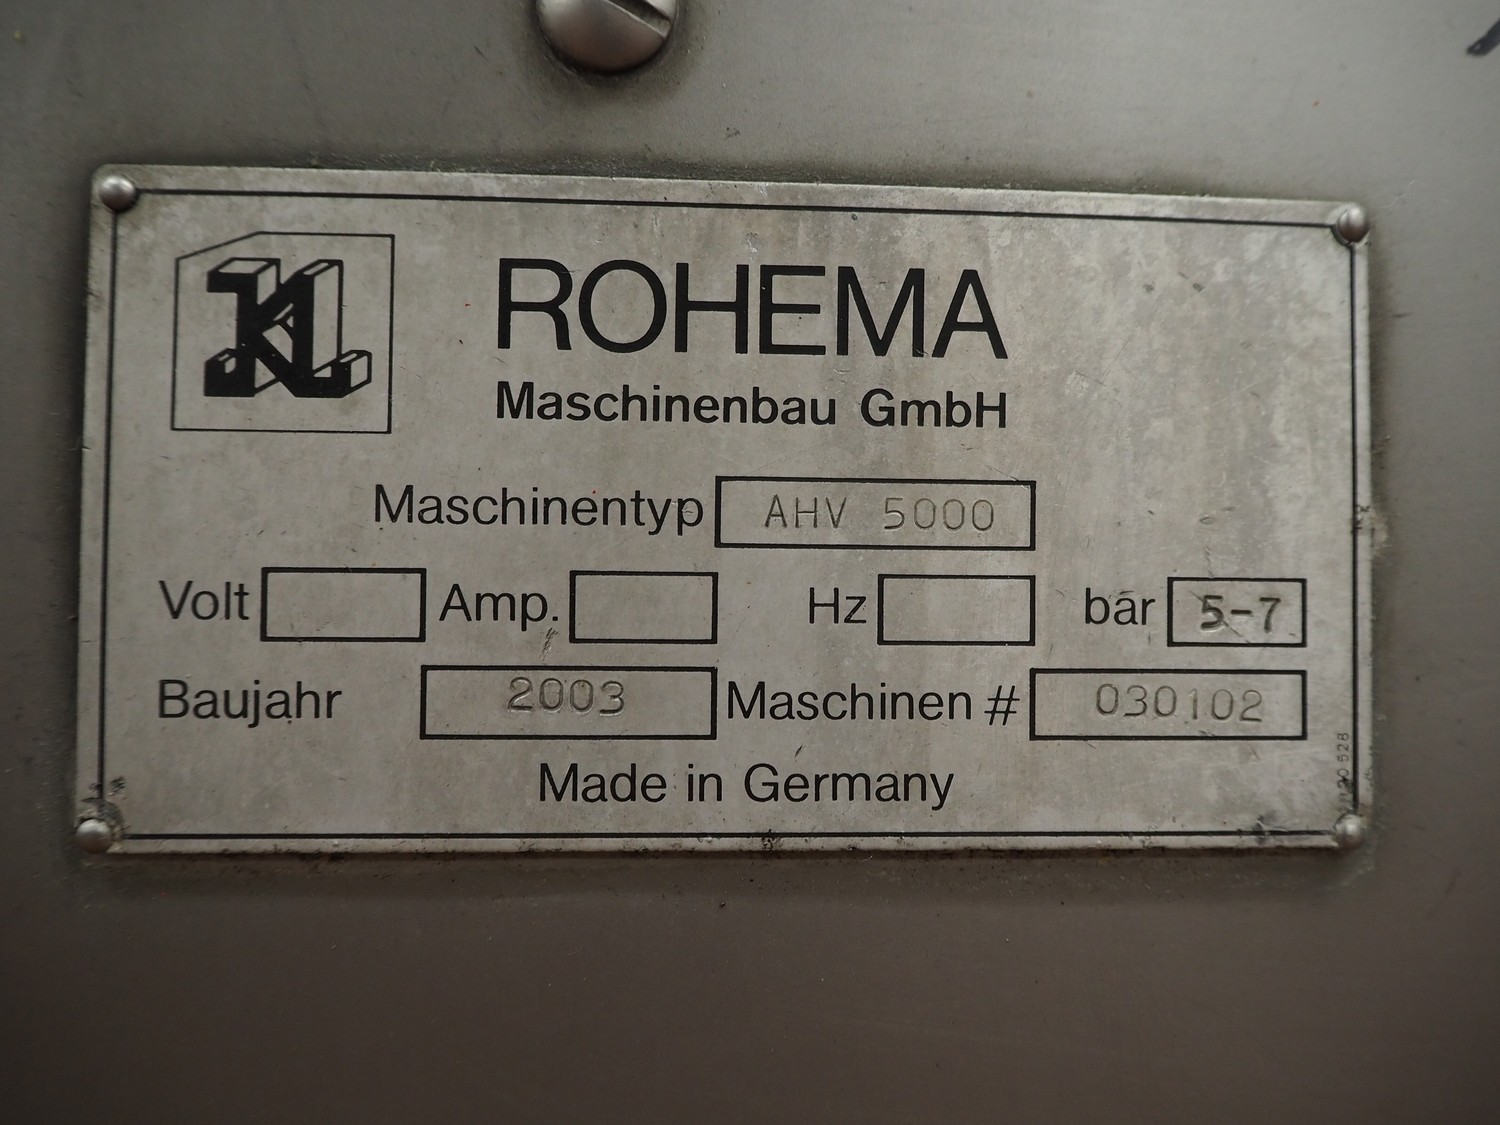 ROHEMA
Maschinenbau GmbH
Maschinentyp AHV 5000
Volt Amp. Hz bar 5-7
Baujahr 2003 Maschinen # 030102
Made in Germany